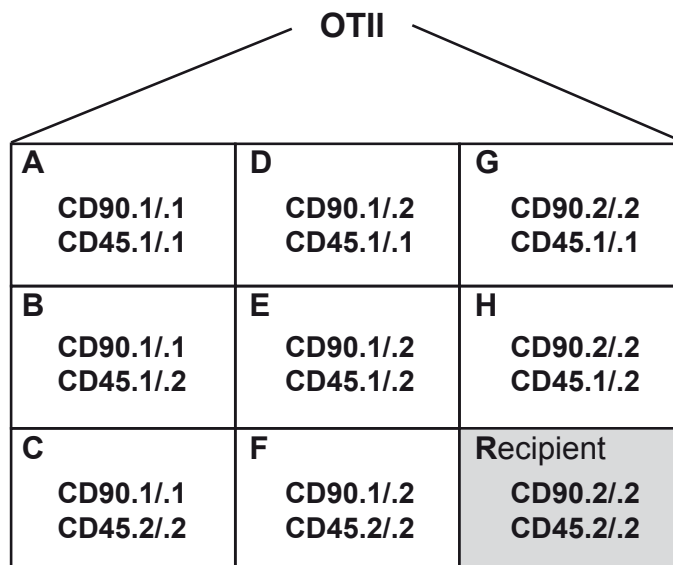 OTII
A
CD90.1/.1
CD45.1/.1
D
CD90.1/.2
CD45.1/.1
G
CD90.2/.2
CD45.1/.1
B
CD90.1/.1
CD45.1/.2
E
CD90.1/.2
CD45.1/.2
H
CD90.2/.2
CD45.1/.2
C
CD90.1/.1
CD45.2/.2
F
CD90.1/.2
CD45.2/.2
Recipient
CD90.2/.2
CD45.2/.2